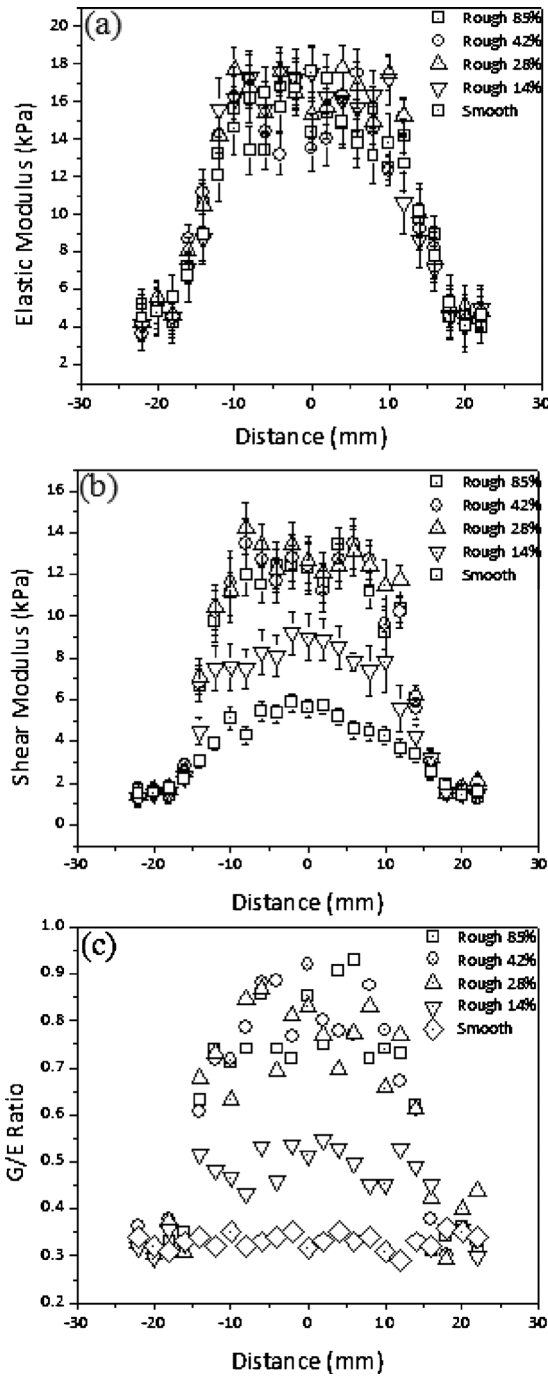 (a)
Rough 85%
Rough 42%
Rough 28%
Rough 14%
Smooth
20
18
16
14
12
10
8
6
4
2
Elastic Modulus (kPa)
-30 -20 -10 0 10 20 30
Distance (mm)
(b)
Rough 85%
Rough 42%
Rough 28%
Rough 14%
Smooth
16
14
12
10
8
6
4
2
0
Shear Modulus (kPa)
-30 -20 -10 0 10 20 30
Distance (mm)
(c)
Rough 85%
Rough 42%
Rough 28%
Rough 14%
Smooth
1.0
0.9
0.8
0.7
0.6
0.5
0.4
0.3
0.2
G/E Ratio
-30 -20 -10 0 10 20 30
Distance (mm)